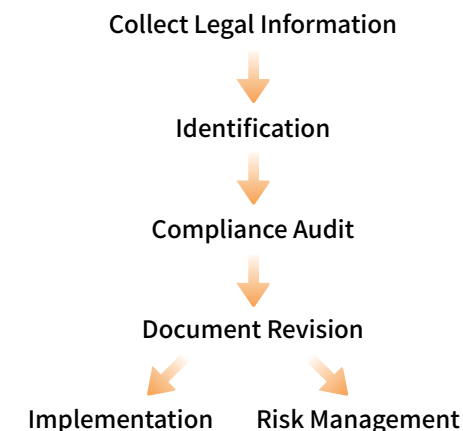 Collect Legal Information
Identification
Compliance Audit
Document Revision
Implementation
Risk Management